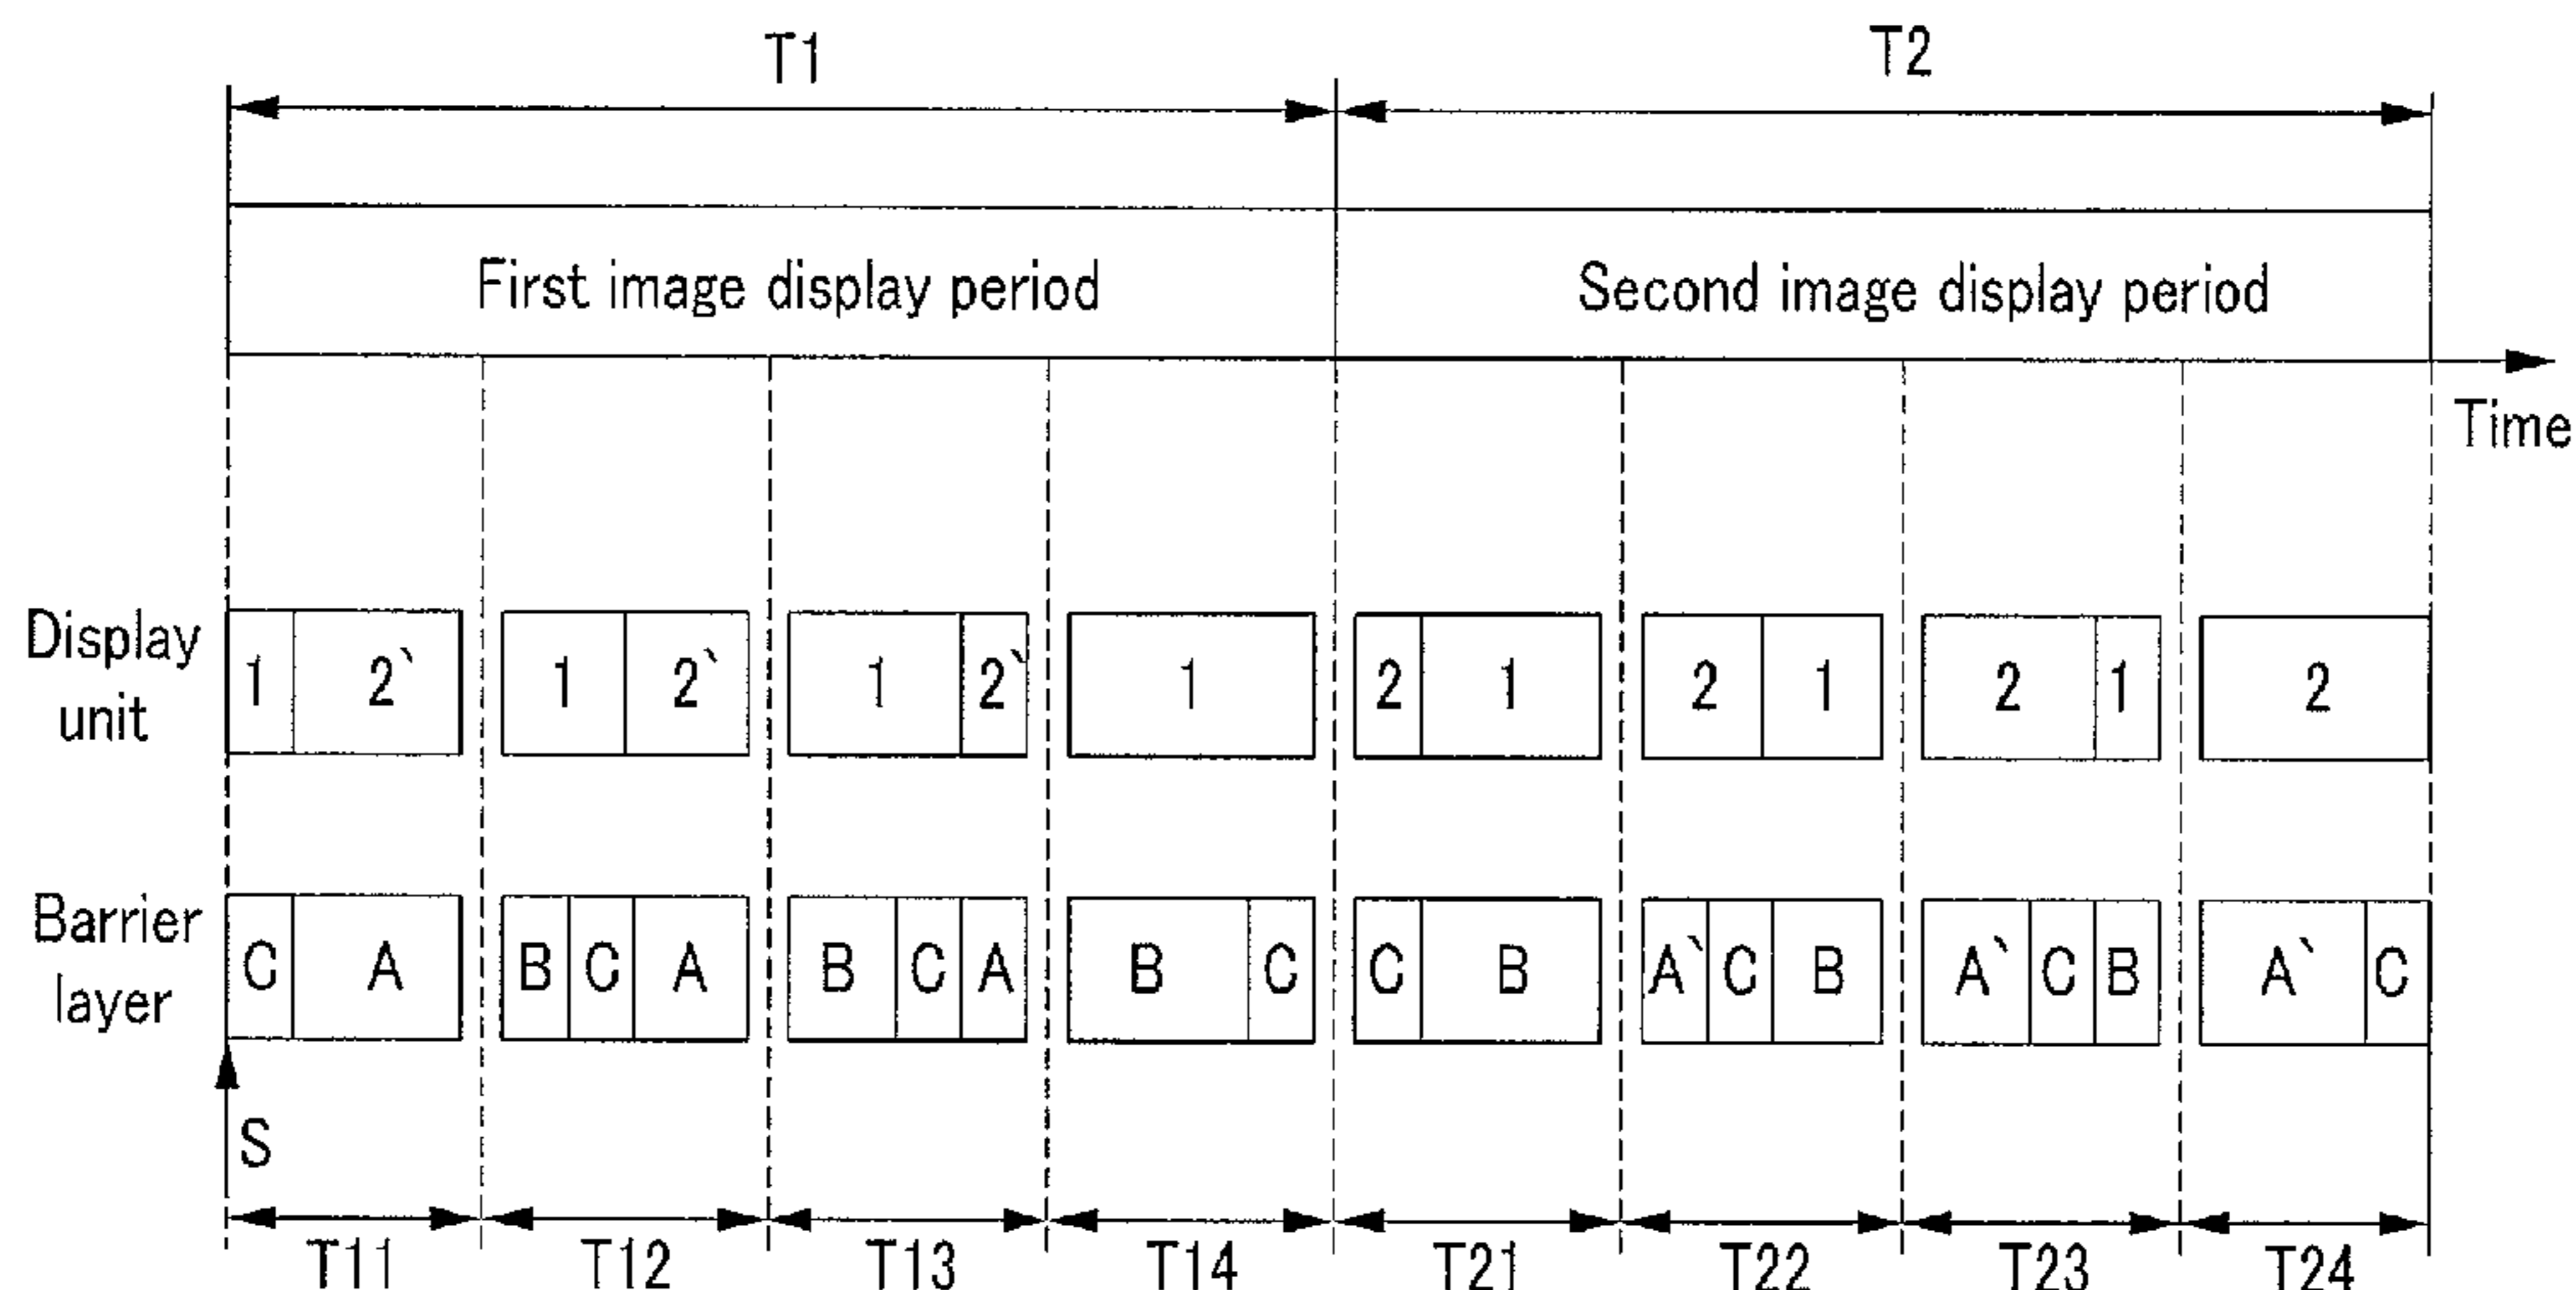 T1 T2
First image display period Second image display period
Time
Display unit
1 2` 1 2` 1 2` 1 2 1 2 1 2 1 2
Barrier layer
C A B C A B C A B C C B A` C B A` C B A` C
S
T11 T12 T13 T14 T21 T22 T23 T24